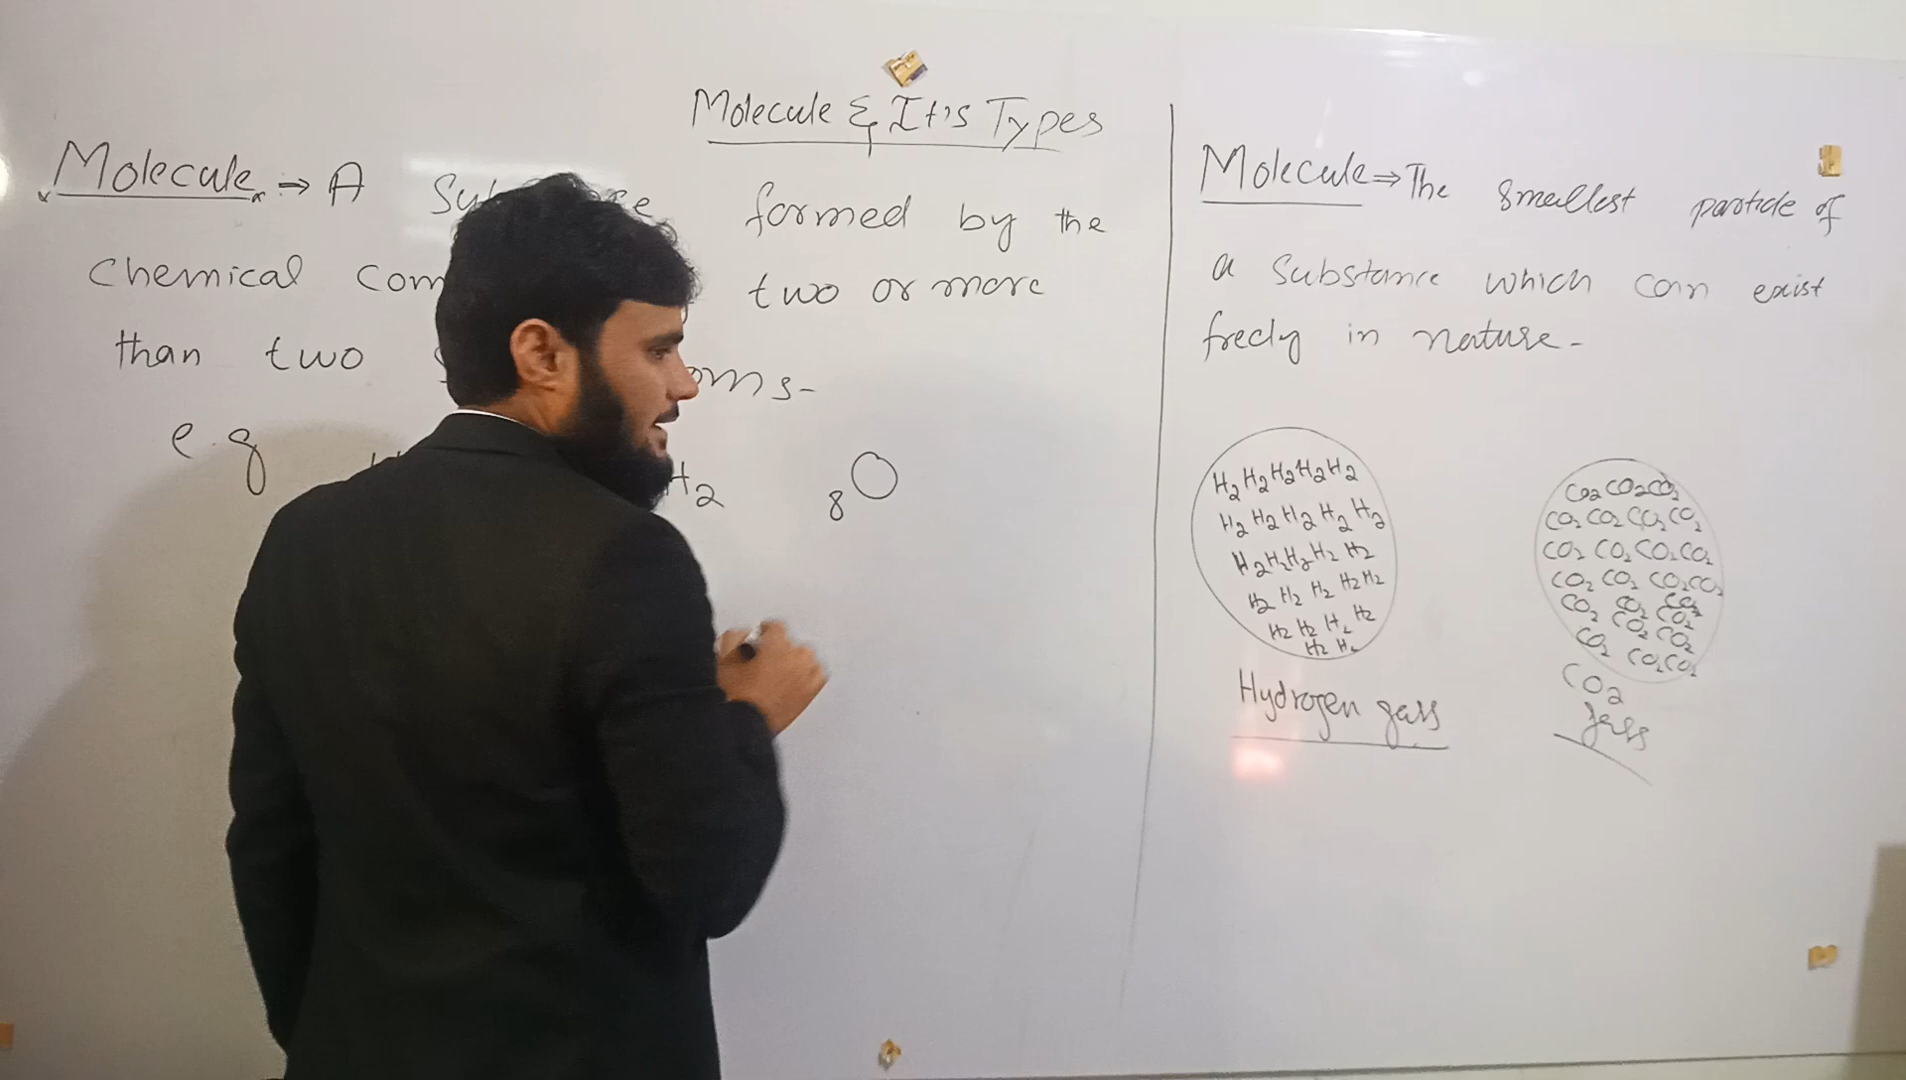 Molecule & It's Types
Molecule ⇒ A formed by the
chemical two or more
than two
e.g H2 8O
Molecule ⇒ The smallest particle of
a substance which can exist
freely in nature-
H2 H2 H2 H2 H2
H2 H2 H2 H2 H2
H2 H2 H2 H2 H2
H2 H2 H2 H2 H2
H2 H2 H2 H2
H2 H2
Hydrogen gass
CO2 CO2 CO2
CO2 CO2 CO2 CO2
CO2 CO2 CO2 CO2
CO2 CO2 CO2 CO2
CO2 CO2 CO2 CO2
CO2 CO2 CO2
CO2 CO2
CO2
gass